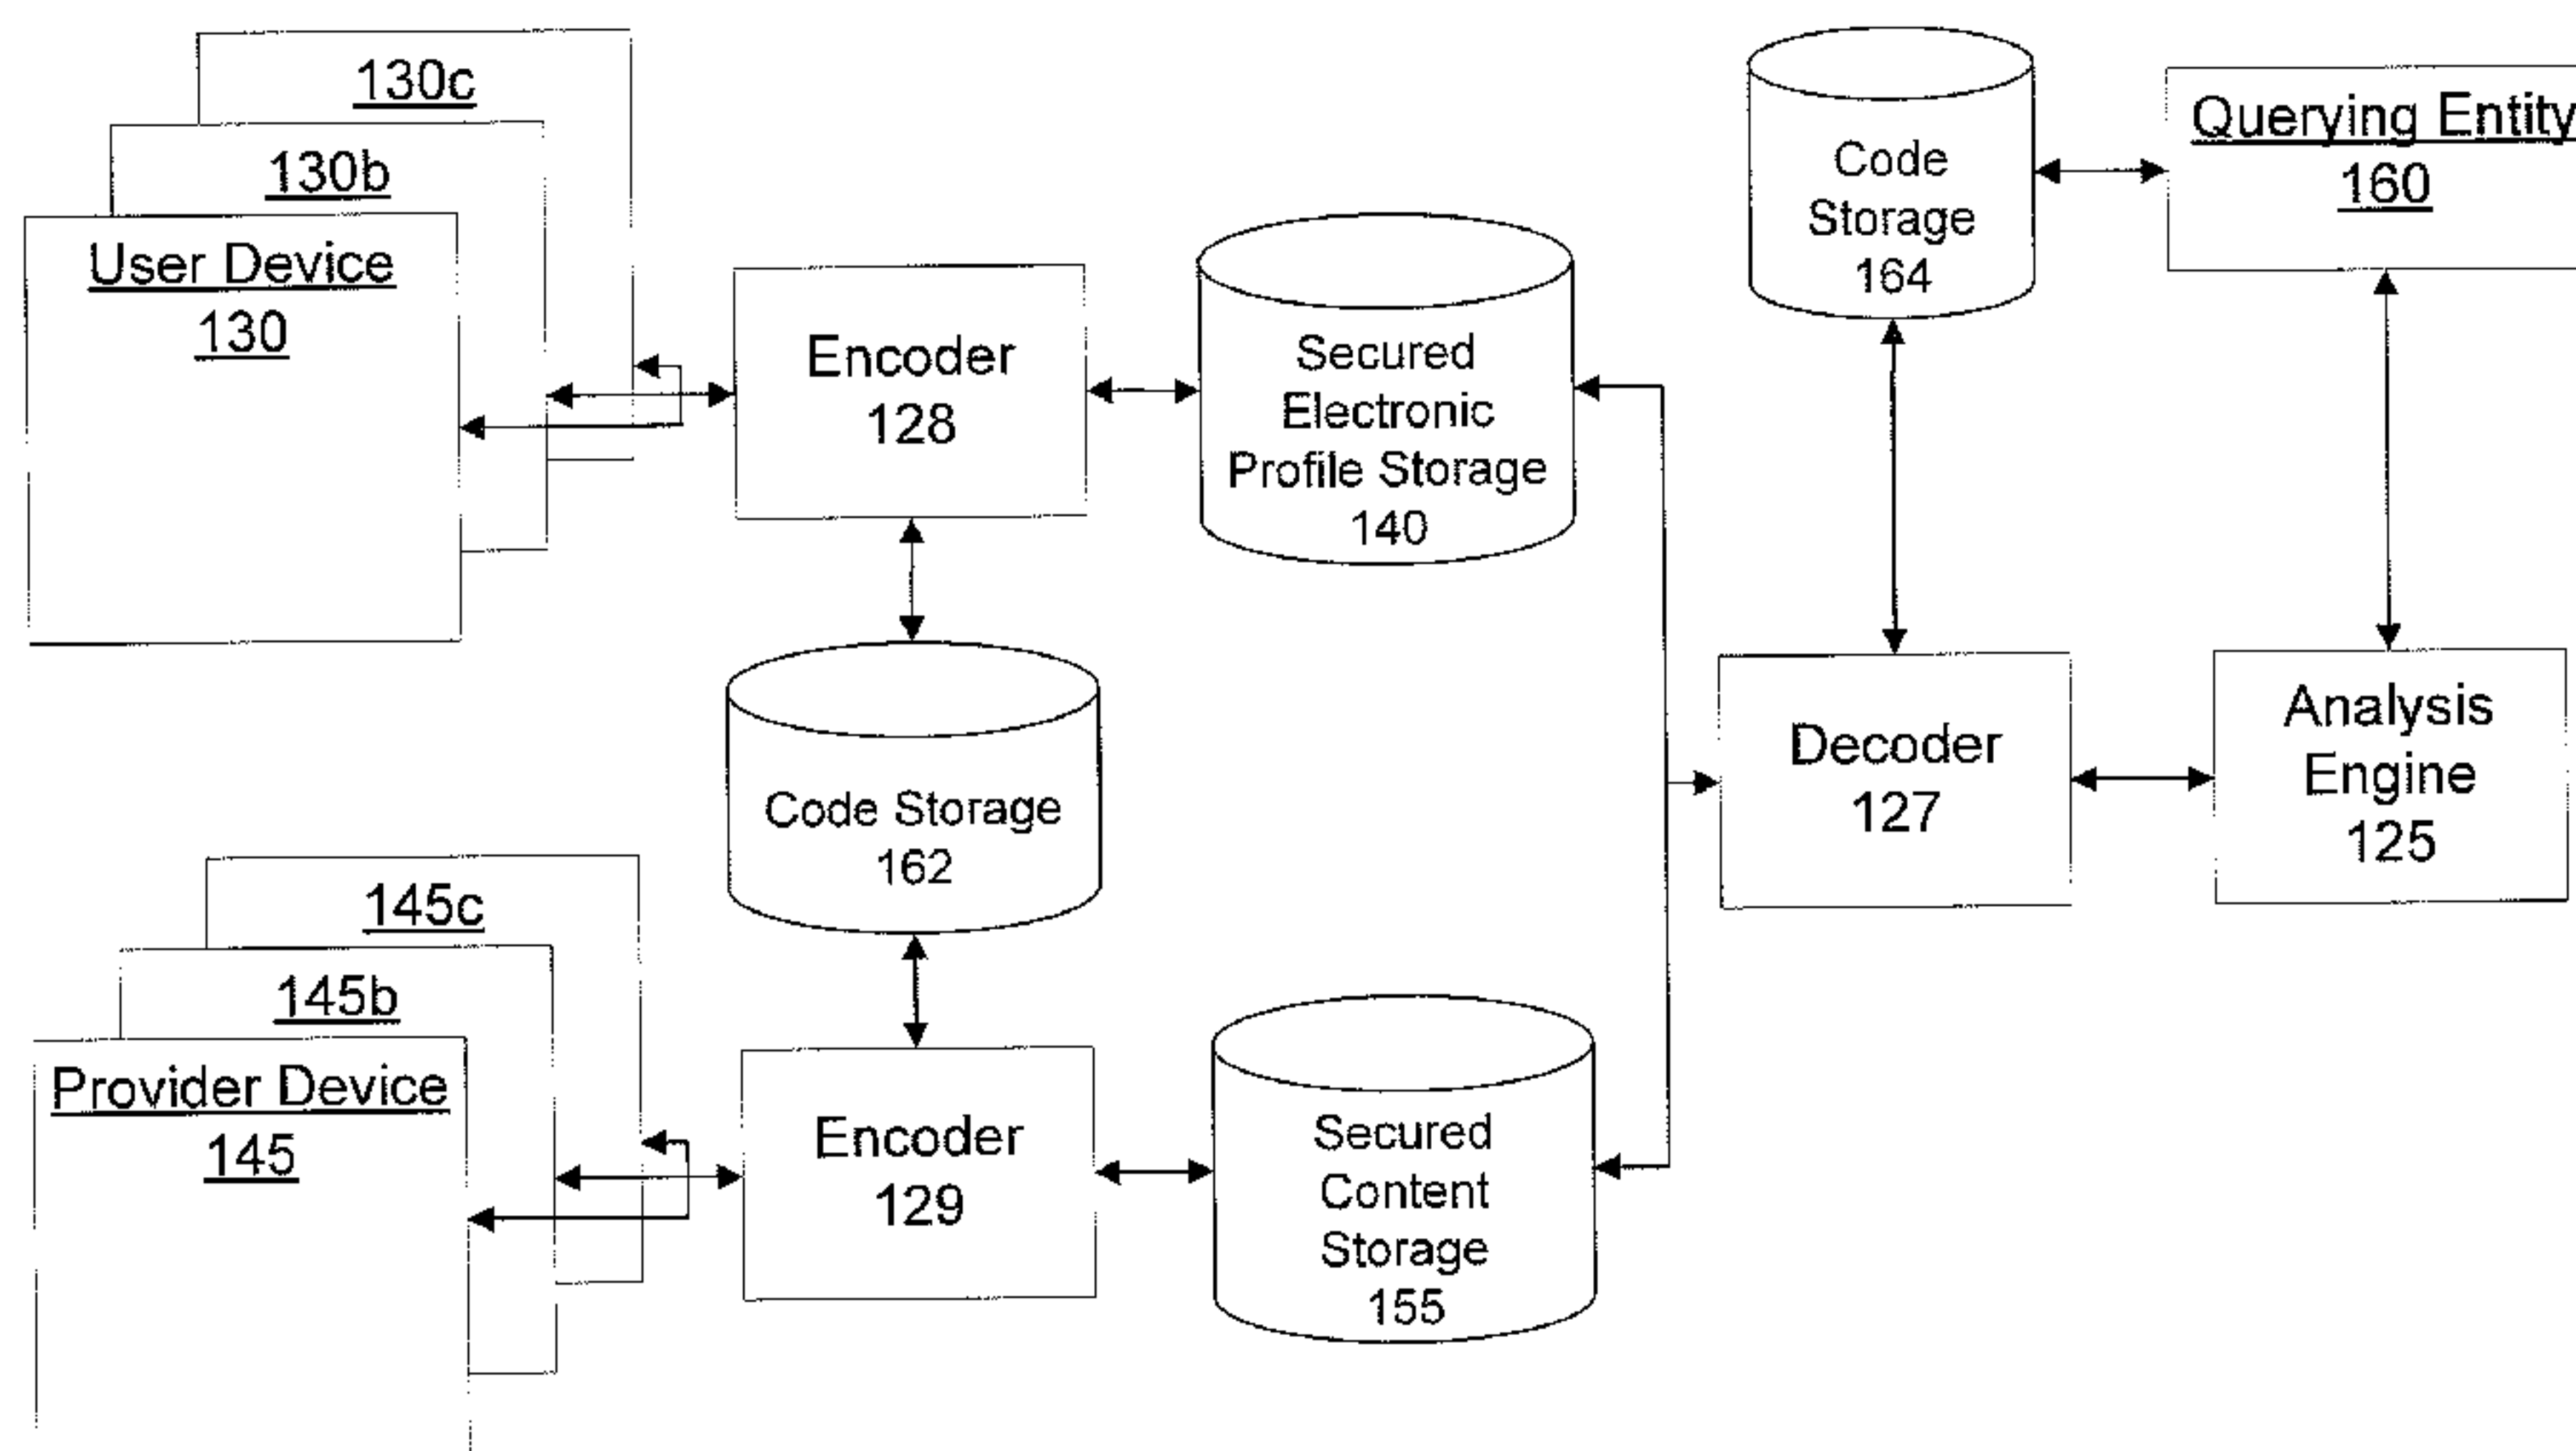 130c
130b
User Device
130
Encoder
128
Secured
Electronic
Profile Storage
140
Code
Storage
164
Querying Entity
160
Code Storage
162
Decoder
127
Analysis
Engine
125
145c
145b
Provider Device
145
Encoder
129
Secured
Content
Storage
155